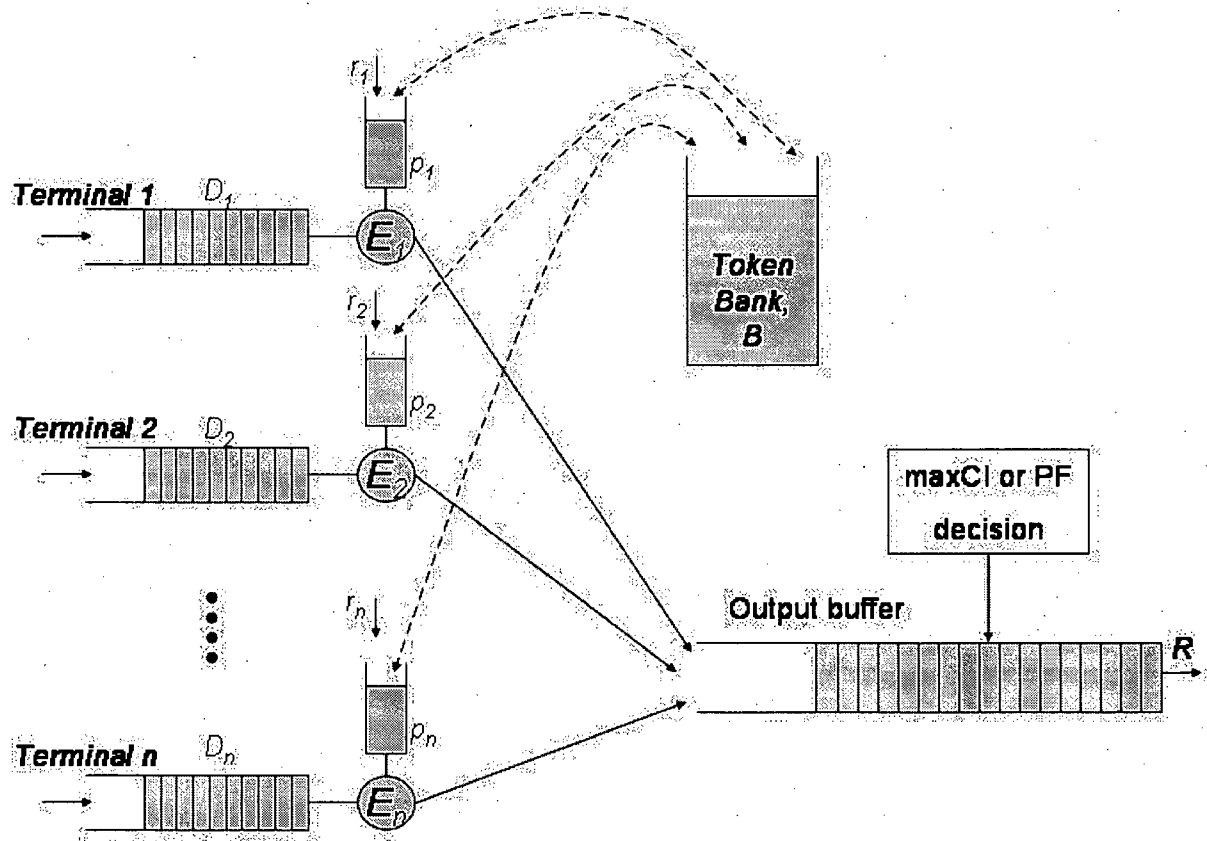 r1
p1
Terminal 1
D1
E1
Token
Bank,
B
r2
p2
Terminal 2
D2
E2
maxCI or PF
decision
rn
Output buffer
R
pn
Terminal n
Dn
En